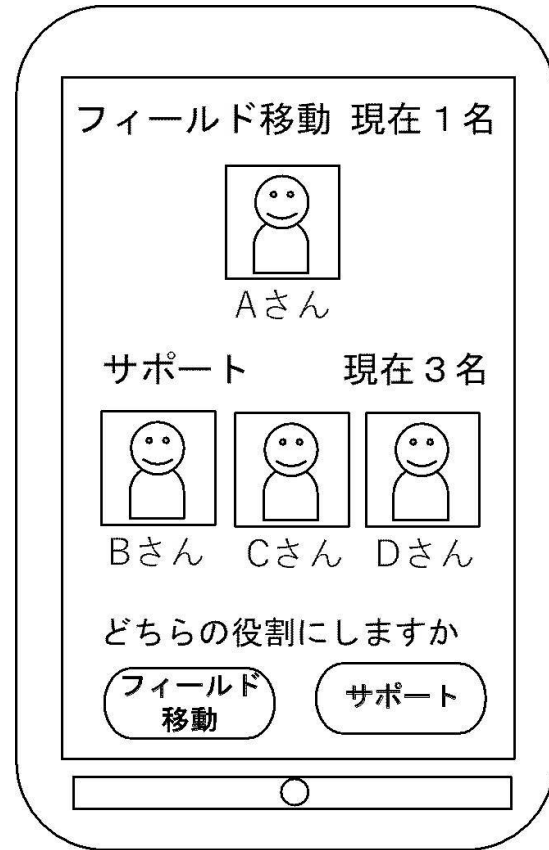 フィールド移動 現在1名
Aさん
サポート 現在3名
Bさん Cさん Dさん
どちらの役割にしますか
フィールド
移動
サポート